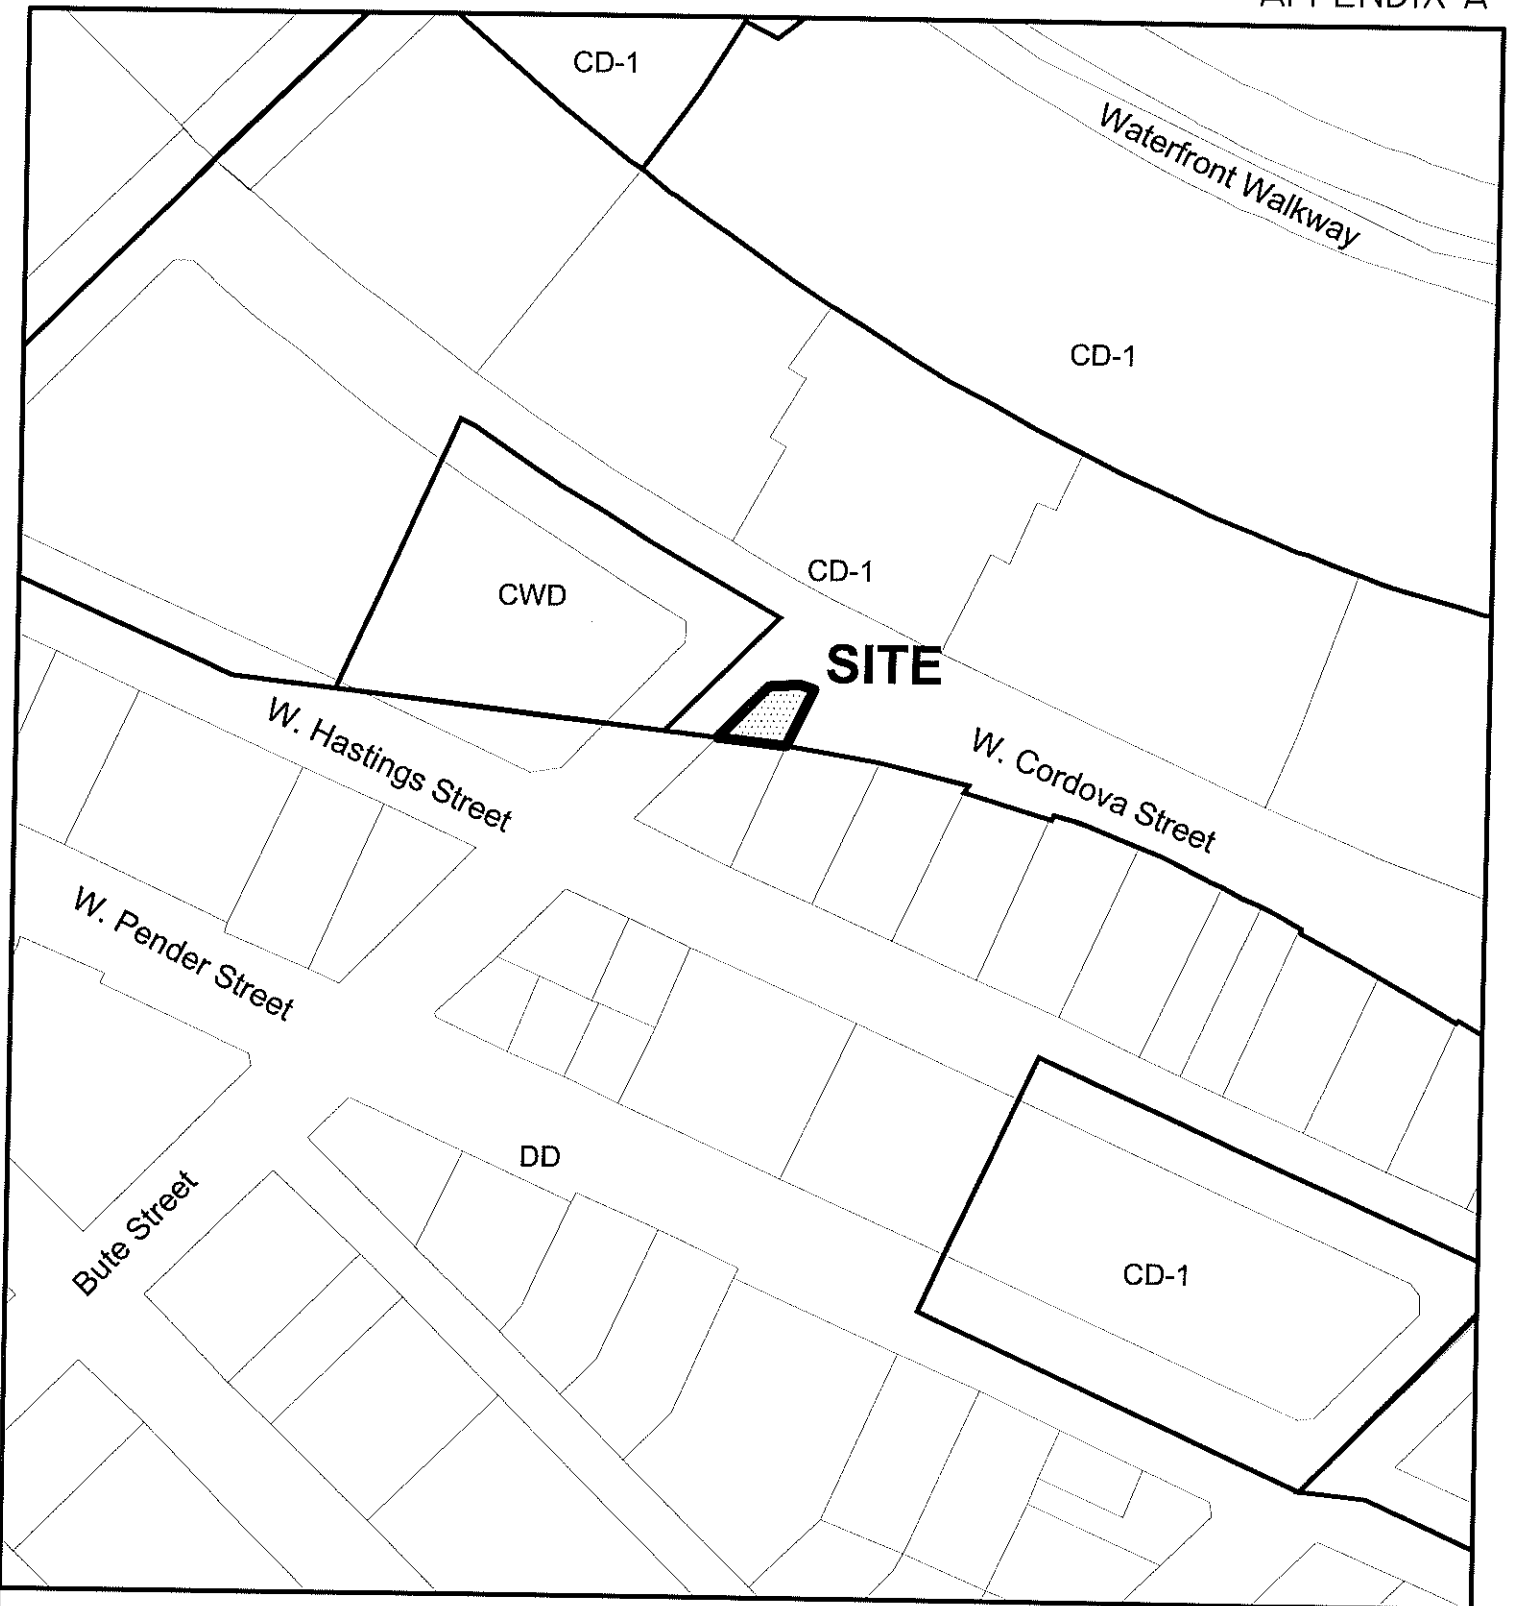 APPENDIX A
CD-1
Waterfront Walkway
CD-1
CD-1
CWD
SITE
W. Hastings Street
W. Cordova Street
W. Pender Street
DD
Bute Street
CD-1